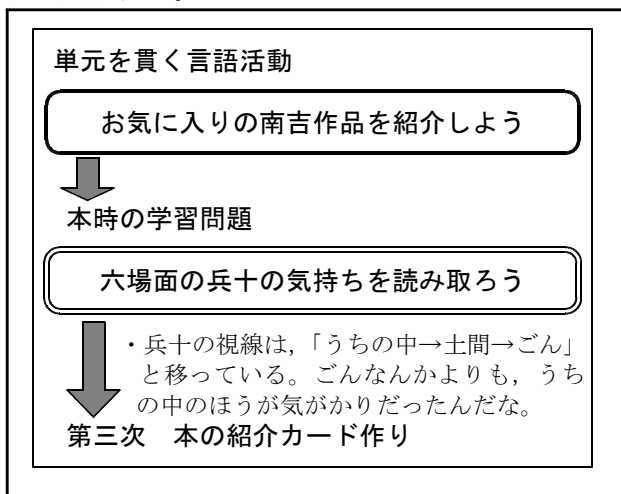 単元を貫く言語活動
お気に入りの南吉作品を紹介しよう
本時の学習問題
六場面の兵十の気持ちを読み取ろう
・兵十の視線は，「うちの中→土間→ごん」
と移っている。ごんなんかよりも，うち
の中のほうが気がかりだったんだな。
第三次　本の紹介カード作り